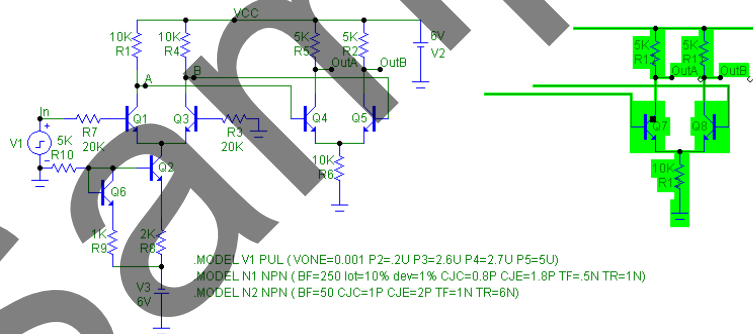 VCC
10K
R1
10K
R4
5K
R5
5K
R2
6V
V2
OutA
OutB
A
B
In
R7
20K
Q1
Q3
R3
20K
Q4
Q5
V1
5K
R10
Q2
Q6
10K
R6
1K
R9
2K
R8
V3
6V
.MODEL V1 PUL ( VONE=0.001 P2=.2U P3=2.6U P4=2.7U P5=5U)
.MODEL N1 NPN ( BF=250 lot=10% dev=1% CJC=0.8P CJE=1.8P TF=.5N TR=1N)
.MODEL N2 NPN ( BF=50 CJC=1P CJE=2P TF=1N TR=6N)
5K
R1
5K
R1
OutA
OutB
Q7
Q8
10K
R1